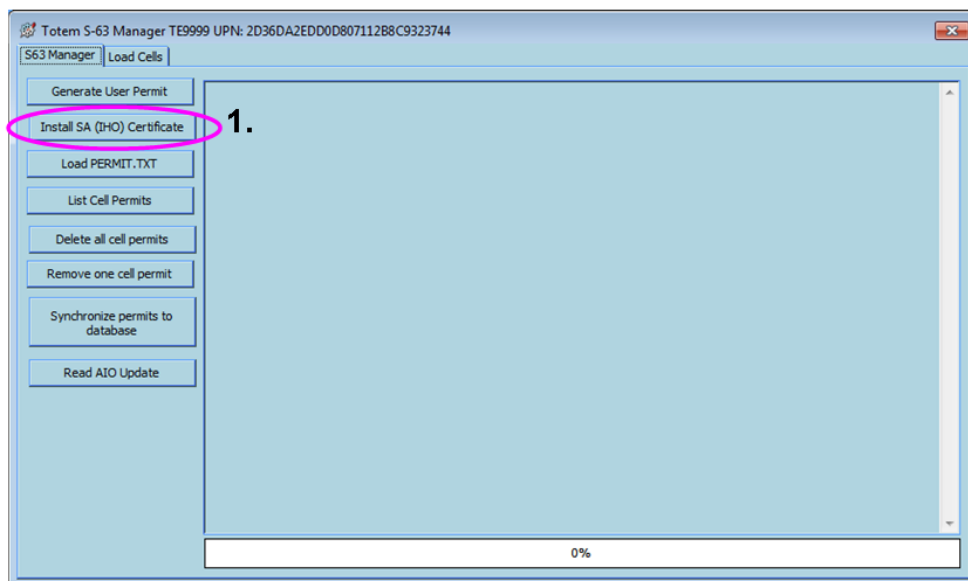 Totem S-63 Manager TE9999 UPN: 2D36DA2EDD0D807112B8C9323744
S63 Manager
Load Cells
Generate User Permit
Install SA (IHO) Certificate
1.
Load PERMIT.TXT
List Cell Permits
Delete all cell permits
Remove one cell permit
Synchronize permits to
database
Read AIO Update
0%